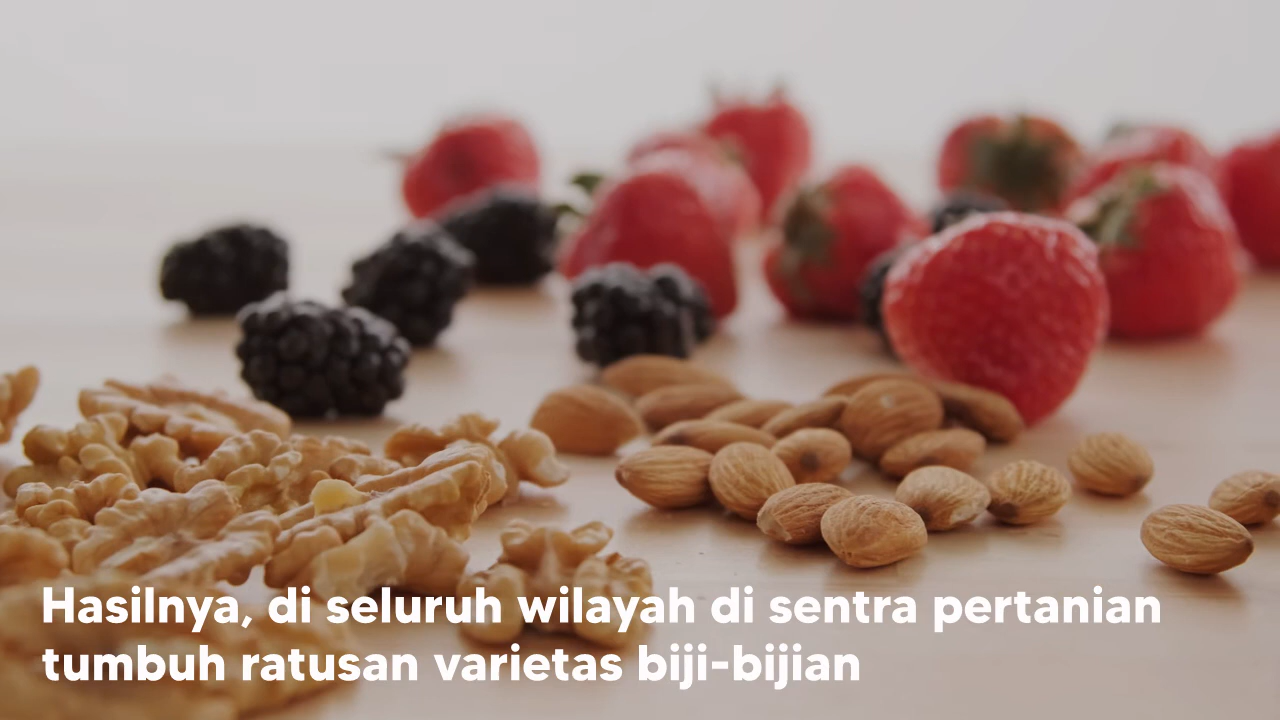 Hasilnya, di seluruh wilayah di sentra pertanian
tumbuh ratusan varietas biji-bijian